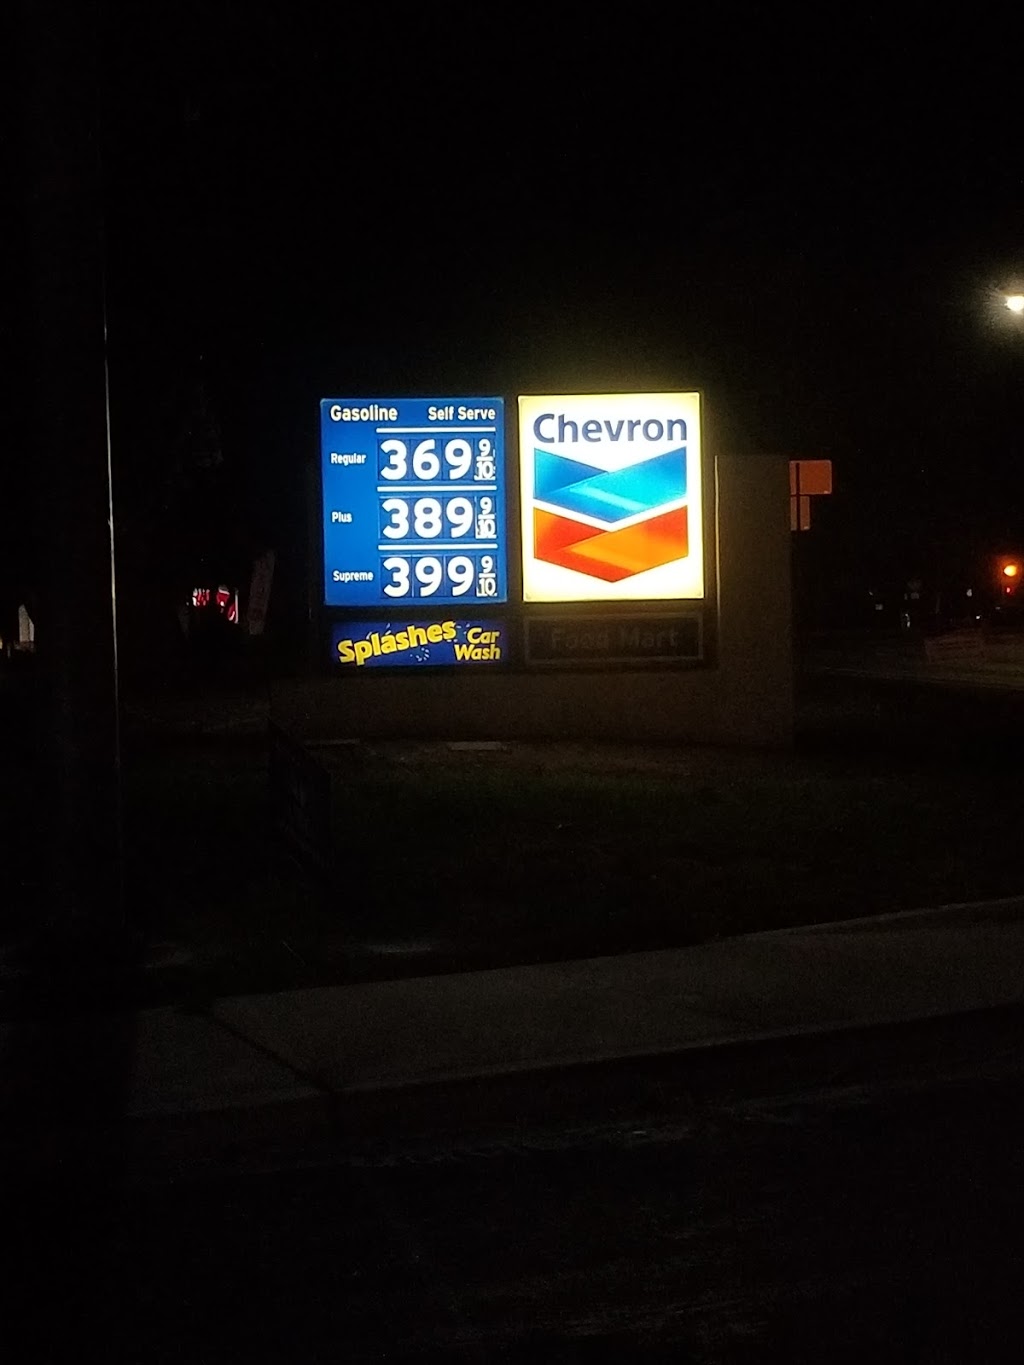 Gasoline Self Serve
Regular 369 9/10
Plus 389 9/10
Supreme 399 9/10
Chevron
Splashes Car
Wash
Food Mart